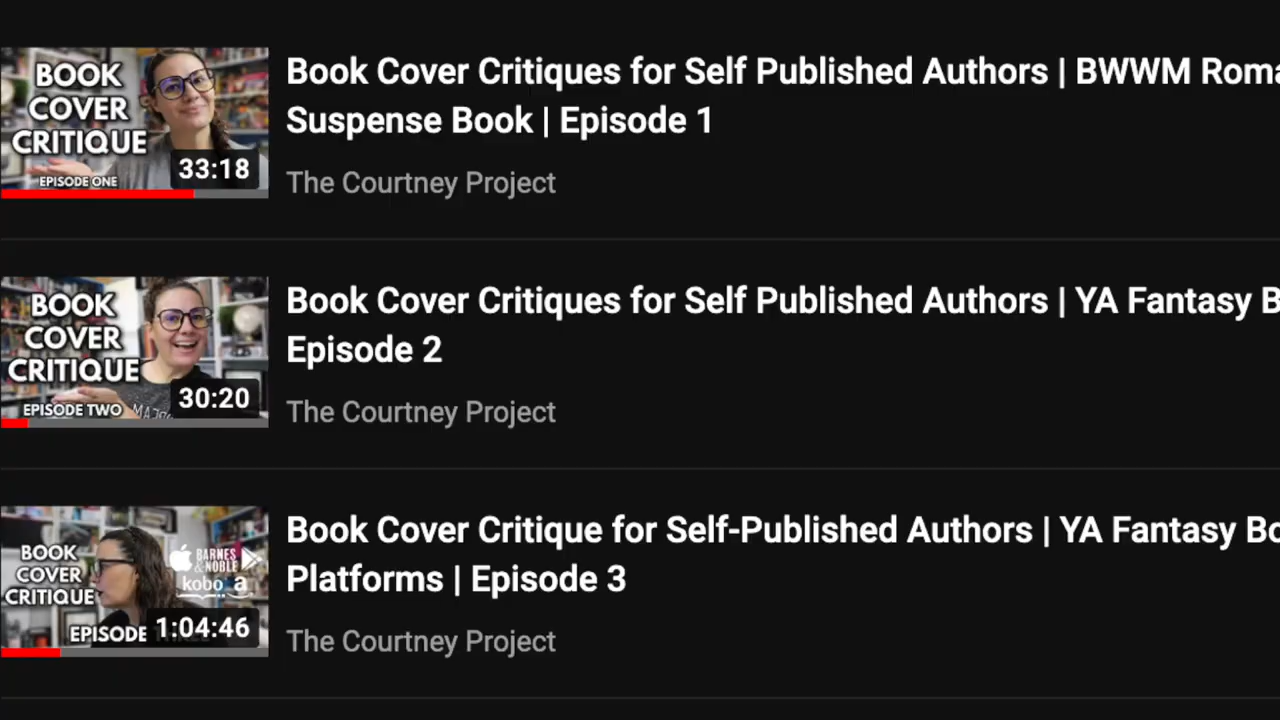 BOOK
COVER
CRITIQUE
EPISODE ONE
33:18
Book Cover Critiques for Self Published Authors | BWWM Roma
Suspense Book | Episode 1
The Courtney Project
BOOK
COVER
CRITIQUE
EPISODE TWO
30:20
Book Cover Critiques for Self Published Authors | YA Fantasy B
Episode 2
The Courtney Project
BOOK
COVER
CRITIQUE
BARNES
&NOBLE
kobo a
EPISODE
1:04:46
Book Cover Critique for Self-Published Authors | YA Fantasy Bo
Platforms | Episode 3
The Courtney Project